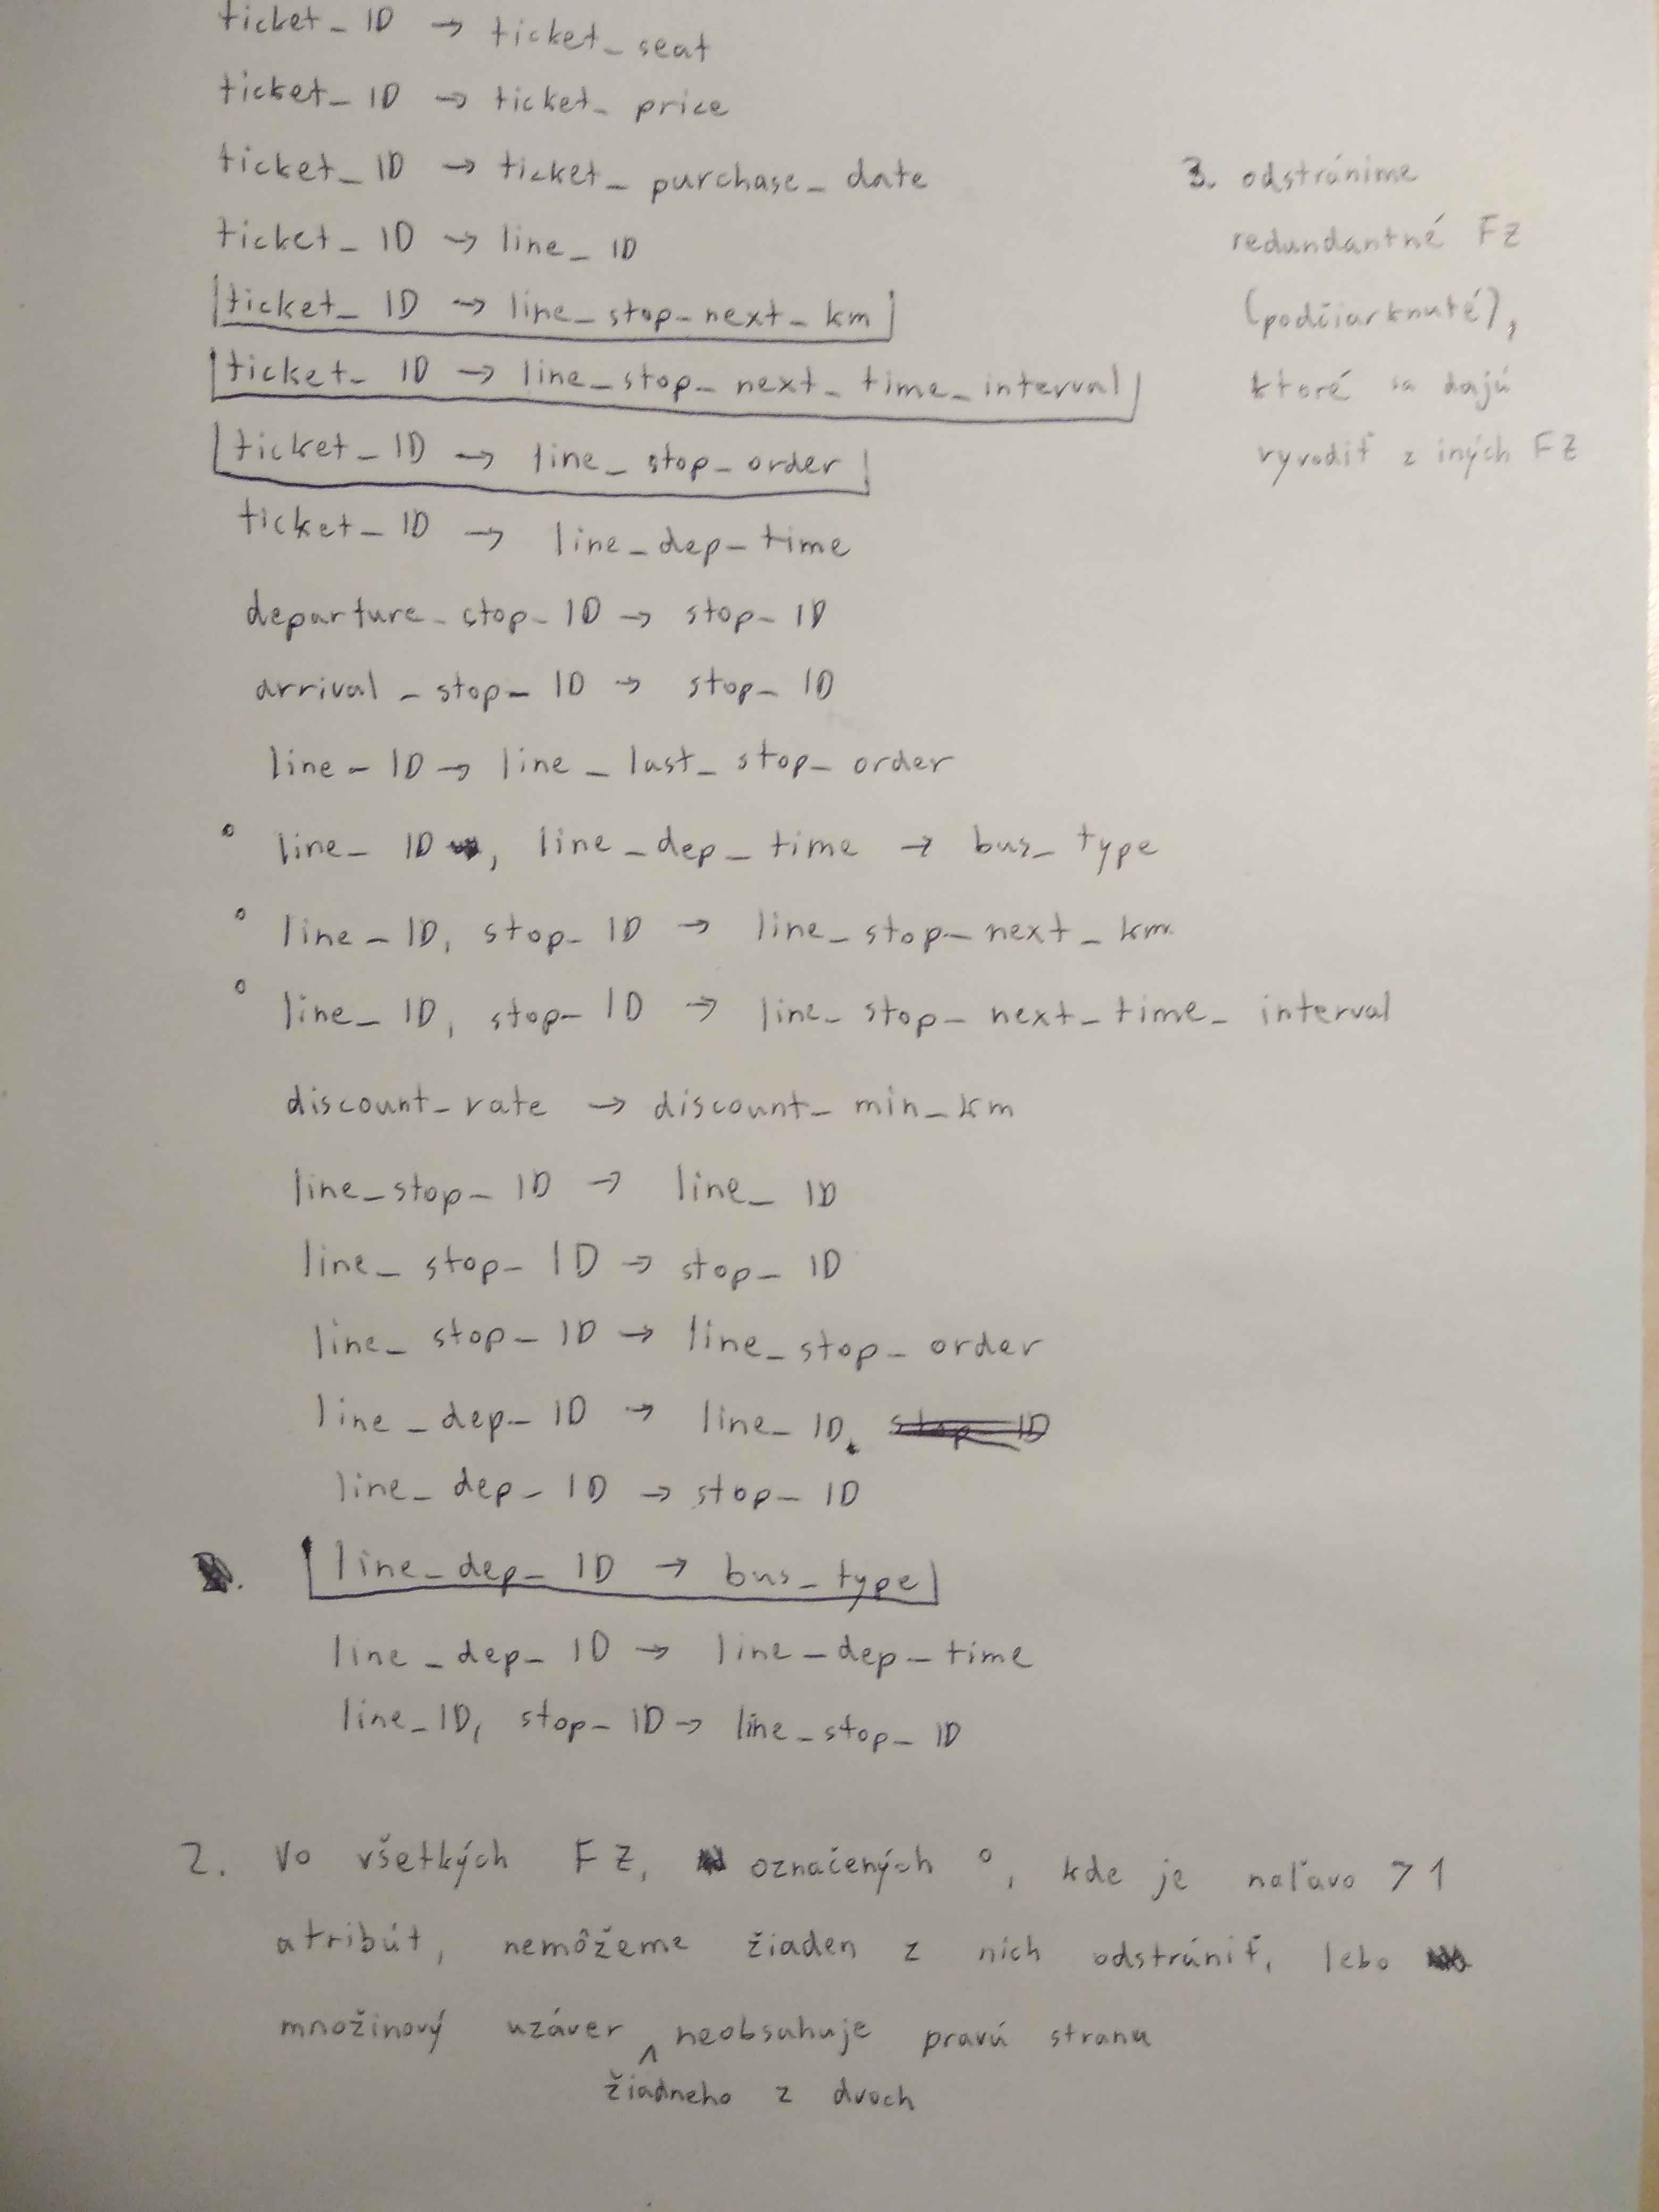 ticket_ID → ticket_seat
ticket_ID → ticket_price
ticket_ID → ticket_purchase_date
ticket_ID → line_ID
ticket_ID → line_stop_next_km
ticket_ID → line_stop_next_time_interval
ticket_ID → line_stop_order
ticket_ID → line_dep_time
departure_stop_ID → stop_ID
arrival_stop_ID → stop_ID
line_ID → line_last_stop_order
° line_ID, line_dep_time → bus_type
° line_ID, stop_ID → line_stop_next_km
° line_ID, stop_ID → line_stop_next_time_interval
discount_rate → discount_min_km
line_stop_ID → line_ID
line_stop_ID → stop_ID
line_stop_ID → line_stop_order
line_dep_ID → line_ID, stop_ID
line_dep_ID → stop_ID
line_dep_ID → bus_type
line_dep_ID → line_dep_time
line_ID, stop_ID → line_stop_ID
3. odstránime
redundantné FZ
(podčiarknuté),
ktoré sa dajú
vyvodiť z iných FZ
2. Vo všetkých FZ, označených °, kde je naľavo > 1
atribút, nemôžeme žiaden z nich odstrániť, lebo
množinový uzáver neobsahuje pravú stranu
žiadneho z dvoch